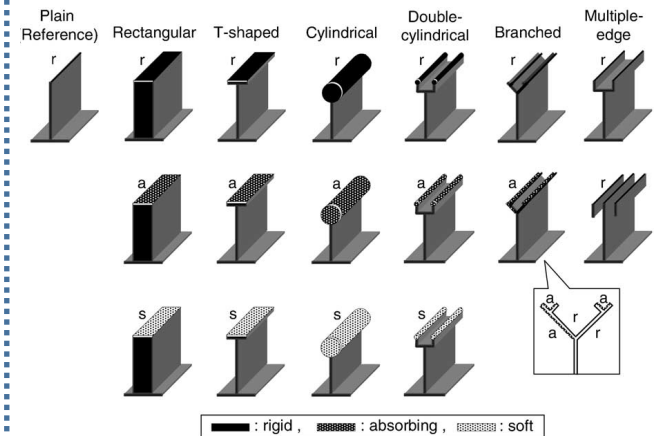 Plain
Reference)
Rectangular
T-shaped
Cylindrical
Double-
cylindrical
Branched
Multiple-
edge
r r r r r r r
a a a a a r
a a
r
a r
s s s s
: rigid , : absorbing , : soft